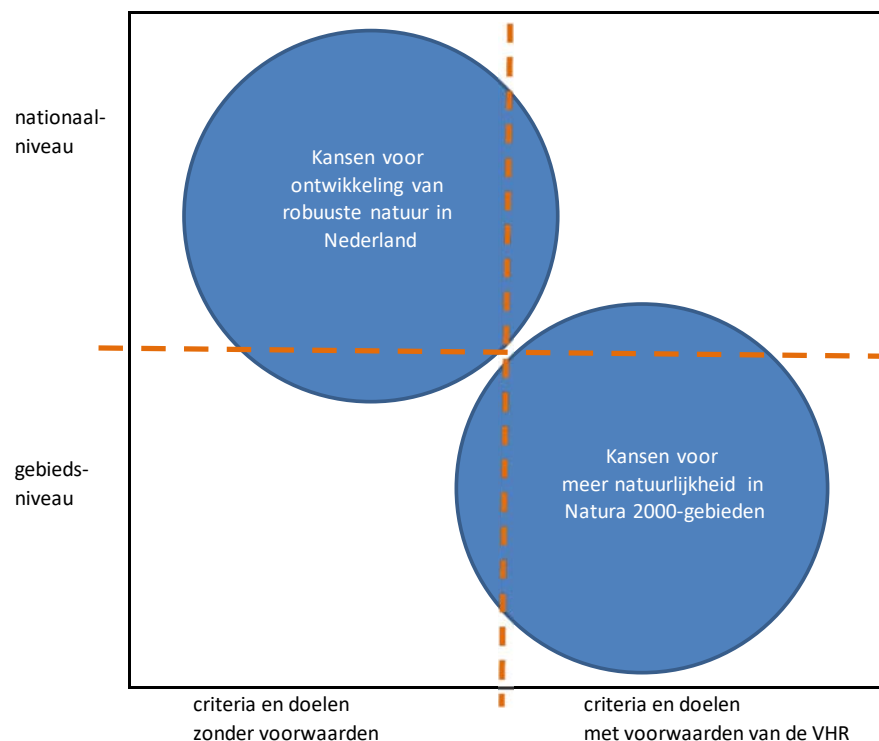 nationaal-
niveau
Kansen voor
ontwikkeling van
robuuste natuur in
Nederland
gebieds-
niveau
Kansen voor
meer natuurlijkheid in
Natura 2000-gebieden
criteria en doelen
zonder voorwaarden
criteria en doelen
met voorwaarden van de VHR